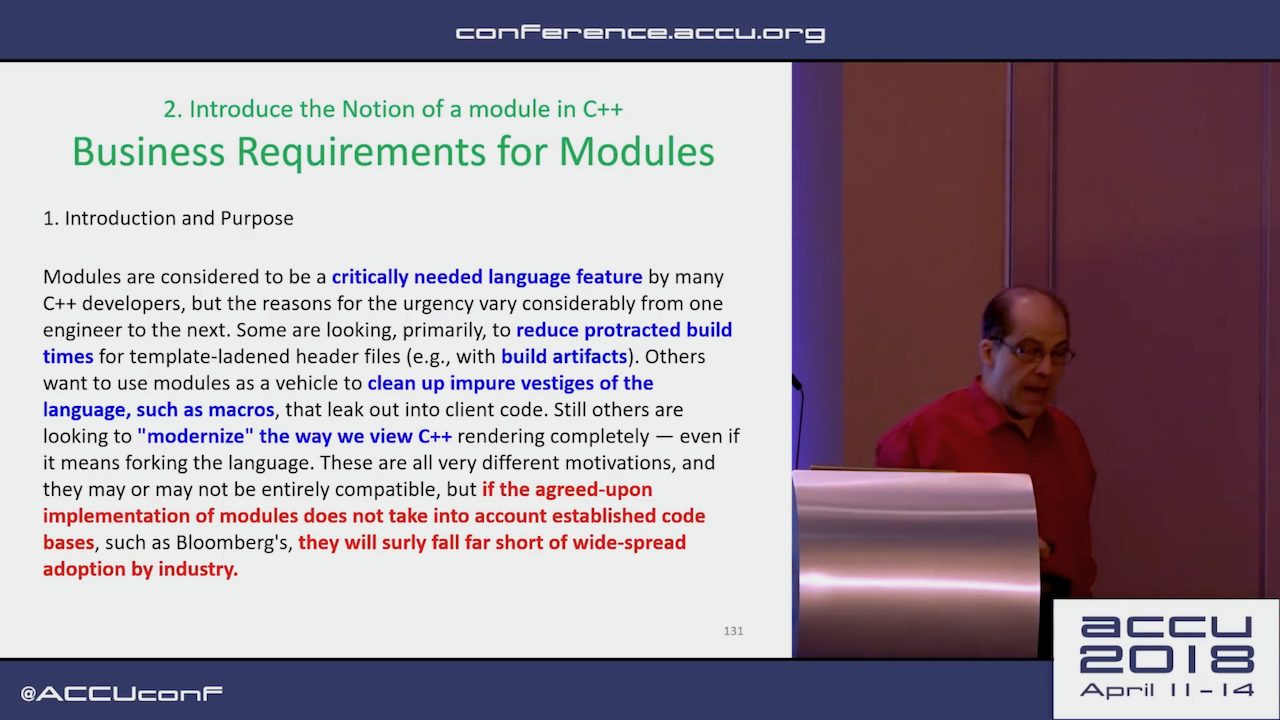 conference.accu.org
2. Introduce the Notion of a module in C++
Business Requirements for Modules
1. Introduction and Purpose
Modules are considered to be a critically needed language feature by many
C++ developers, but the reasons for the urgency vary considerably from one
engineer to the next. Some are looking, primarily, to reduce protracted build
times for template-ladened header files (e.g., with build artifacts). Others
want to use modules as a vehicle to clean up impure vestiges of the
language, such as macros, that leak out into client code. Still others are
looking to "modernize" the way we view C++ rendering completely — even if
it means forking the language. These are all very different motivations, and
they may or may not be entirely compatible, but if the agreed-upon
implementation of modules does not take into account established code
bases, such as Bloomberg's, they will surly fall far short of wide-spread
adoption by industry.
131
@ACCUconf
accu
2018
April 11-14